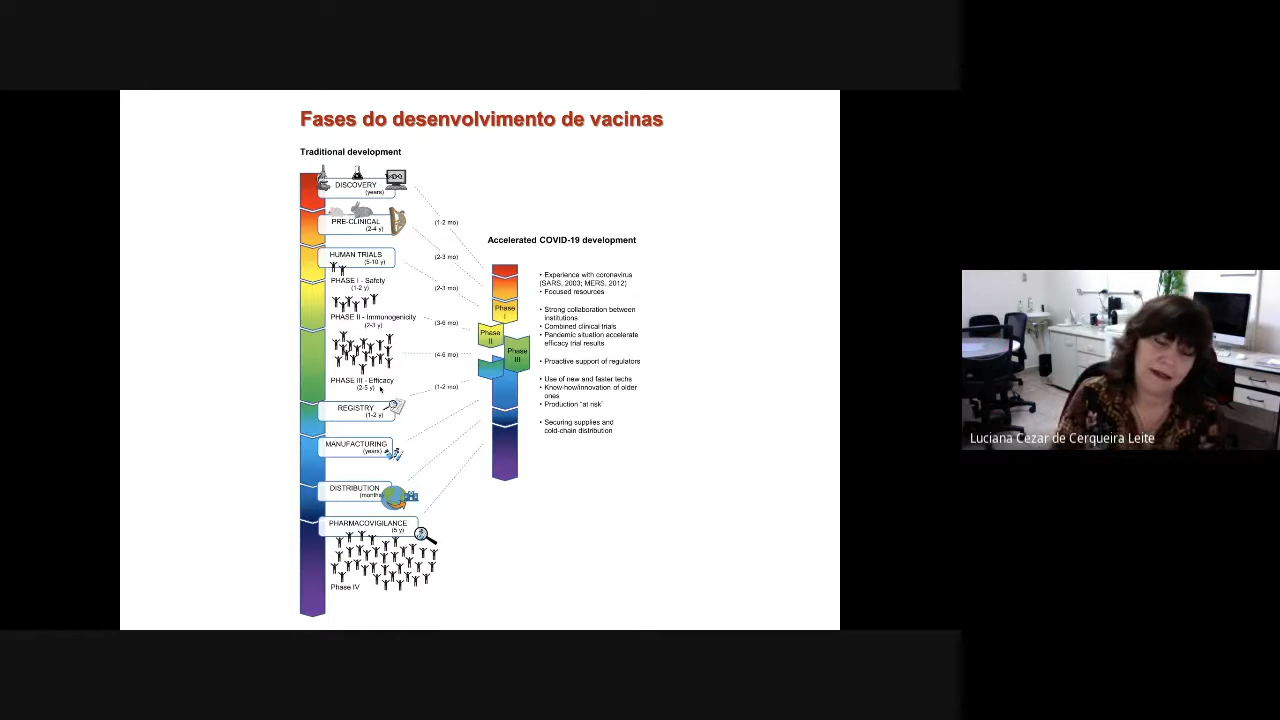 Fases do desenvolvimento de vacinas
Traditional development
DISCOVERY
(years)
PRE-CLINICAL
(2-4 y)
HUMAN TRIALS
(5-10 y)
PHASE I - Safety
(1-2 y)
PHASE II - Immunogenicity
(2-3 y)
PHASE III - Efficacy
(2-5 y)
REGISTRY
(1-2 y)
MANUFACTURING
(years)
DISTRIBUTION
(months)
PHARMACOVIGILANCE
(5 y)
Phase IV
(1-2 mo)
(2-3 mo)
(2-3 mo)
(3-6 mo)
(4-6 mo)
(1-2 mo)
Accelerated COVID-19 development
Phase
I
Phase
II
Phase
III
• Experience with coronavirus
(SARS, 2003; MERS, 2012)
• Focused resources
• Strong collaboration between
institutions
• Combined clinical trials
• Pandemic situation accelerate
efficacy trial results
• Proactive support of regulators
• Use of new and faster techs
• Know-how/innovation of older
ones
• Production "at risk"
• Securing supplies and
cold-chain distribution
Luciana Cezar de Cerqueira Leite